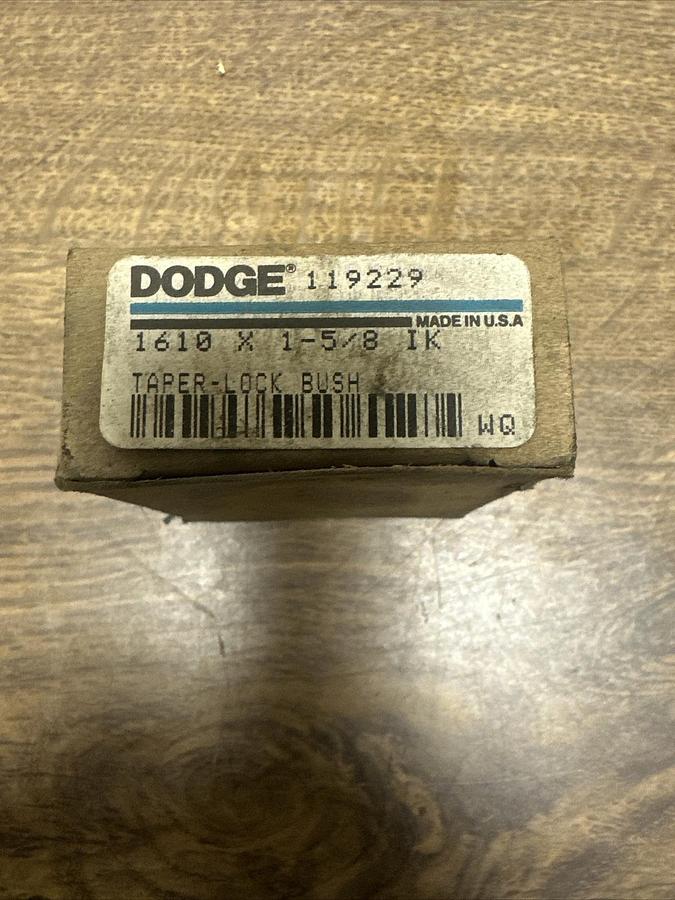 DODGE® 119229
MADE IN U.S.A
1610 X 1-5/8 IK
TAPER-LOCK BUSH
WQ